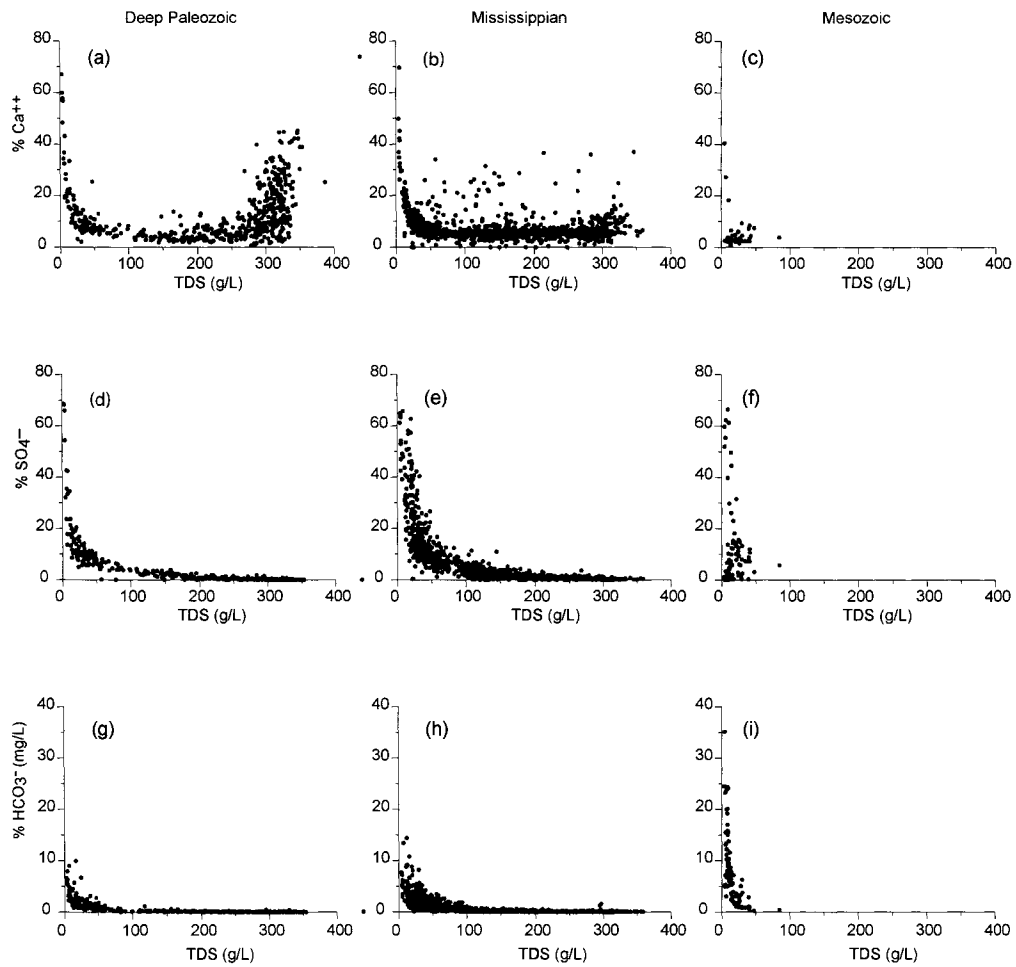 Deep Paleozoic Mississippian Mesozoic
80 80 80
(a) (b) (c)
60 60 60
% Ca++
40 40 40
20 20 20
0 0 0
0 100 200 300 400 0 100 200 300 400 0 100 200 300 400
TDS (g/L) TDS (g/L) TDS (g/L)
80 80 80
(d) (e) (f)
60 60 60
% SO4--
40 40 40
20 20 20
0 0 0
0 100 200 300 400 0 100 200 300 400 0 100 200 300 400
TDS (g/L) TDS (g/L) TDS (g/L)
40 40 40
(g) (h) (i)
30 30 30
% HCO3- (mg/L)
20 20 20
10 10 10
0 0 0
0 100 200 300 400 0 100 200 300 400 0 100 200 300 400
TDS (g/L) TDS (g/L) TDS (g/L)